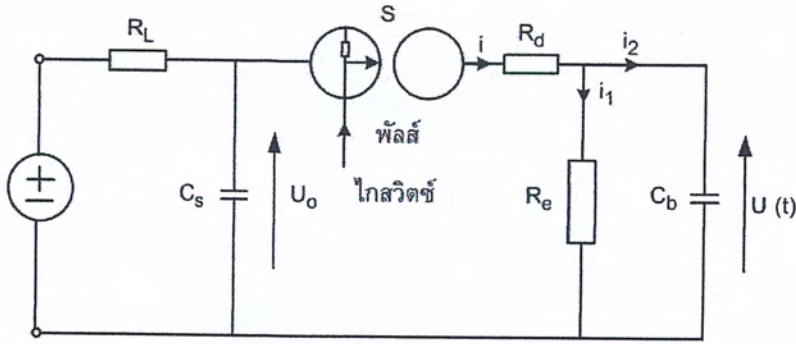 S
R_L
i
R_d
i_2
i_1
พัลส์
ไกสวิตช์
C_s
U_o
R_e
C_b
U (t)